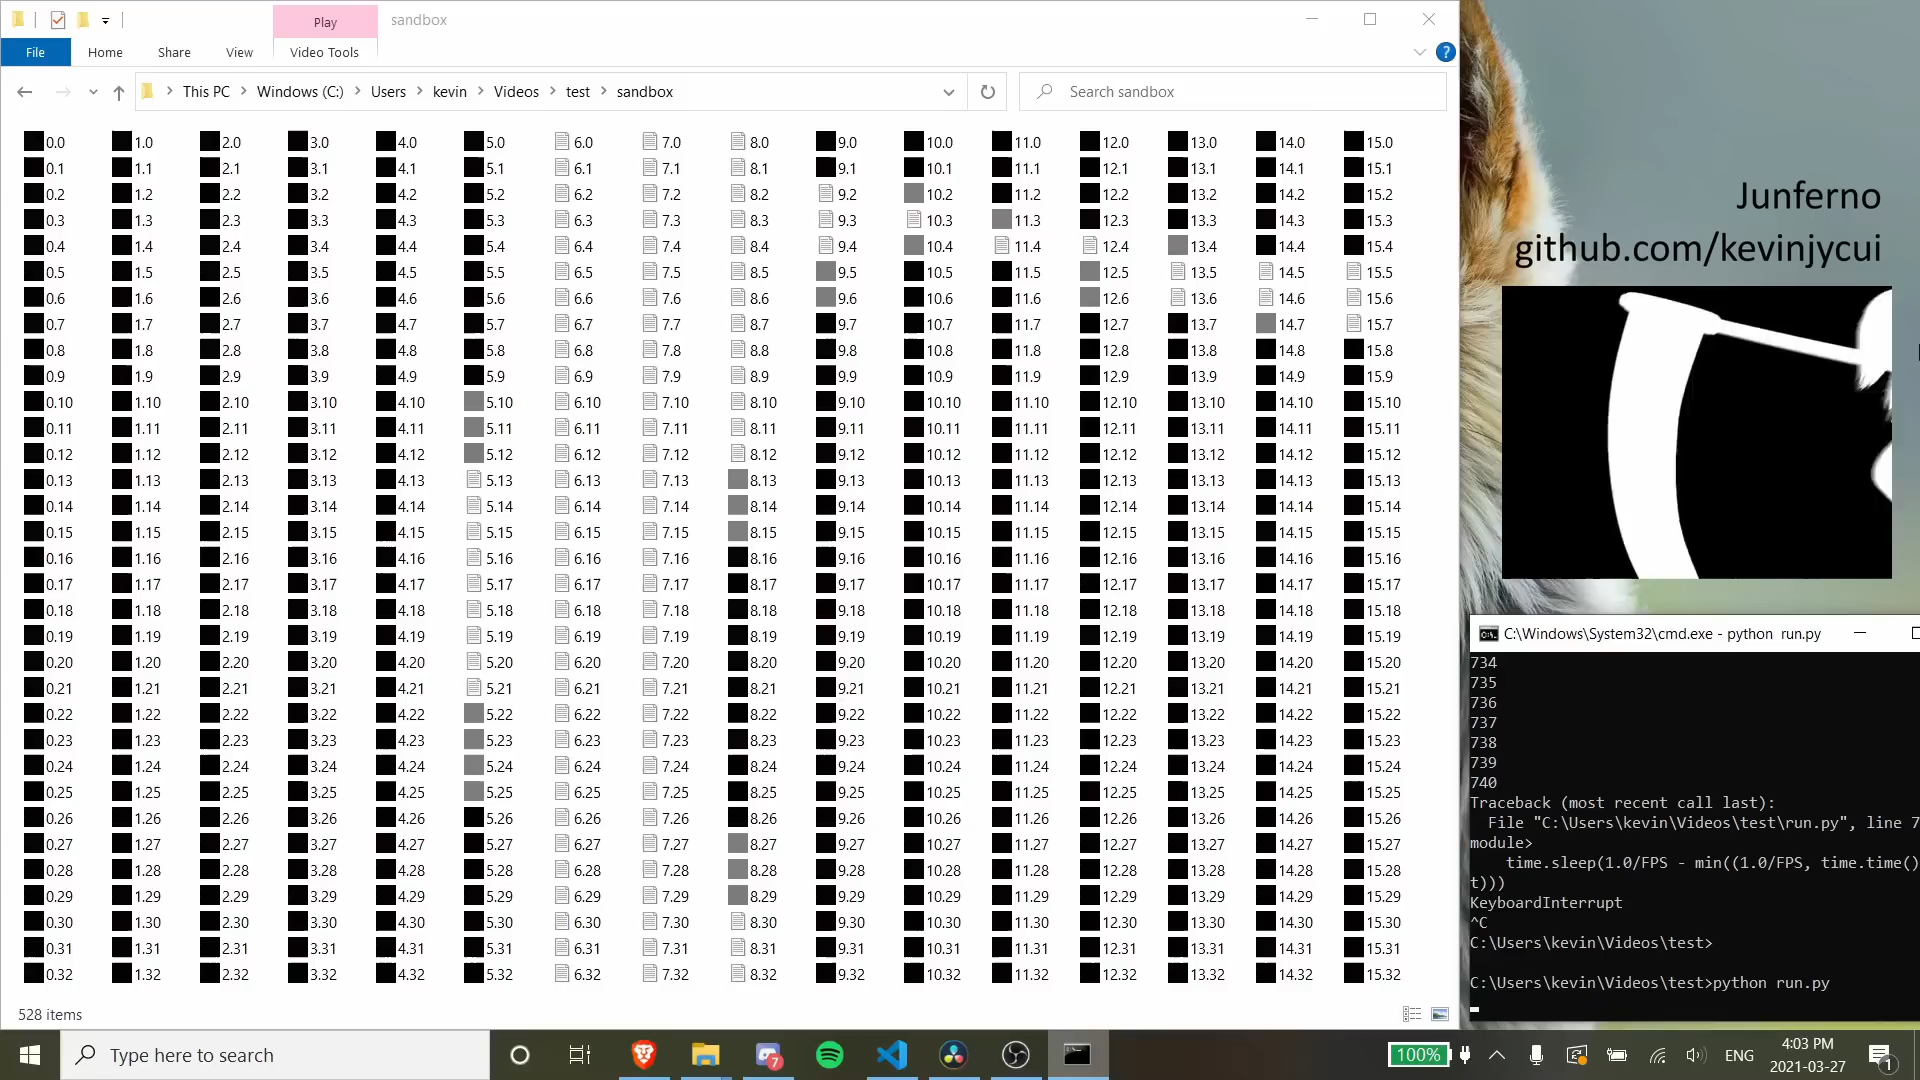 Play
sandbox
File Home Share View Video Tools
?
This PC > Windows (C:) > Users > kevin > Videos > test > sandbox
Search sandbox
0.0 1.0 2.0 3.0 4.0 5.0 6.0 7.0 8.0 9.0 10.0 11.0 12.0 13.0 14.0 15.0
0.1 1.1 2.1 3.1 4.1 5.1 6.1 7.1 8.1 9.1 10.1 11.1 12.1 13.1 14.1 15.1
0.2 1.2 2.2 3.2 4.2 5.2 6.2 7.2 8.2 9.2 10.2 11.2 12.2 13.2 14.2 15.2
0.3 1.3 2.3 3.3 4.3 5.3 6.3 7.3 8.3 9.3 10.3 11.3 12.3 13.3 14.3 15.3
0.4 1.4 2.4 3.4 4.4 5.4 6.4 7.4 8.4 9.4 10.4 11.4 12.4 13.4 14.4 15.4
0.5 1.5 2.5 3.5 4.5 5.5 6.5 7.5 8.5 9.5 10.5 11.5 12.5 13.5 14.5 15.5
0.6 1.6 2.6 3.6 4.6 5.6 6.6 7.6 8.6 9.6 10.6 11.6 12.6 13.6 14.6 15.6
0.7 1.7 2.7 3.7 4.7 5.7 6.7 7.7 8.7 9.7 10.7 11.7 12.7 13.7 14.7 15.7
0.8 1.8 2.8 3.8 4.8 5.8 6.8 7.8 8.8 9.8 10.8 11.8 12.8 13.8 14.8 15.8
0.9 1.9 2.9 3.9 4.9 5.9 6.9 7.9 8.9 9.9 10.9 11.9 12.9 13.9 14.9 15.9
0.10 1.10 2.10 3.10 4.10 5.10 6.10 7.10 8.10 9.10 10.10 11.10 12.10 13.10 14.10 15.10
0.11 1.11 2.11 3.11 4.11 5.11 6.11 7.11 8.11 9.11 10.11 11.11 12.11 13.11 14.11 15.11
0.12 1.12 2.12 3.12 4.12 5.12 6.12 7.12 8.12 9.12 10.12 11.12 12.12 13.12 14.12 15.12
0.13 1.13 2.13 3.13 4.13 5.13 6.13 7.13 8.13 9.13 10.13 11.13 12.13 13.13 14.13 15.13
0.14 1.14 2.14 3.14 4.14 5.14 6.14 7.14 8.14 9.14 10.14 11.14 12.14 13.14 14.14 15.14
0.15 1.15 2.15 3.15 4.15 5.15 6.15 7.15 8.15 9.15 10.15 11.15 12.15 13.15 14.15 15.15
0.16 1.16 2.16 3.16 4.16 5.16 6.16 7.16 8.16 9.16 10.16 11.16 12.16 13.16 14.16 15.16
0.17 1.17 2.17 3.17 4.17 5.17 6.17 7.17 8.17 9.17 10.17 11.17 12.17 13.17 14.17 15.17
0.18 1.18 2.18 3.18 4.18 5.18 6.18 7.18 8.18 9.18 10.18 11.18 12.18 13.18 14.18 15.18
0.19 1.19 2.19 3.19 4.19 5.19 6.19 7.19 8.19 9.19 10.19 11.19 12.19 13.19 14.19 15.19
0.20 1.20 2.20 3.20 4.20 5.20 6.20 7.20 8.20 9.20 10.20 11.20 12.20 13.20 14.20 15.20
0.21 1.21 2.21 3.21 4.21 5.21 6.21 7.21 8.21 9.21 10.21 11.21 12.21 13.21 14.21 15.21
0.22 1.22 2.22 3.22 4.22 5.22 6.22 7.22 8.22 9.22 10.22 11.22 12.22 13.22 14.22 15.22
0.23 1.23 2.23 3.23 4.23 5.23 6.23 7.23 8.23 9.23 10.23 11.23 12.23 13.23 14.23 15.23
0.24 1.24 2.24 3.24 4.24 5.24 6.24 7.24 8.24 9.24 10.24 11.24 12.24 13.24 14.24 15.24
0.25 1.25 2.25 3.25 4.25 5.25 6.25 7.25 8.25 9.25 10.25 11.25 12.25 13.25 14.25 15.25
0.26 1.26 2.26 3.26 4.26 5.26 6.26 7.26 8.26 9.26 10.26 11.26 12.26 13.26 14.26 15.26
0.27 1.27 2.27 3.27 4.27 5.27 6.27 7.27 8.27 9.27 10.27 11.27 12.27 13.27 14.27 15.27
0.28 1.28 2.28 3.28 4.28 5.28 6.28 7.28 8.28 9.28 10.28 11.28 12.28 13.28 14.28 15.28
0.29 1.29 2.29 3.29 4.29 5.29 6.29 7.29 8.29 9.29 10.29 11.29 12.29 13.29 14.29 15.29
0.30 1.30 2.30 3.30 4.30 5.30 6.30 7.30 8.30 9.30 10.30 11.30 12.30 13.30 14.30 15.30
0.31 1.31 2.31 3.31 4.31 5.31 6.31 7.31 8.31 9.31 10.31 11.31 12.31 13.31 14.31 15.31
0.32 1.32 2.32 3.32 4.32 5.32 6.32 7.32 8.32 9.32 10.32 11.32 12.32 13.32 14.32 15.32
528 items
Junferno
github.com/kevinjycui
C:\Windows\System32\cmd.exe - python  run.py
734
735
736
737
738
739
740
Traceback (most recent call last):
  File "C:\Users\kevin\Videos\test\run.py", line 7
module>
    time.sleep(1.0/FPS - min((1.0/FPS, time.time()
t)))
KeyboardInterrupt
^C
C:\Users\kevin\Videos\test>
C:\Users\kevin\Videos\test>python run.py
Type here to search
7
100%
ENG
4:03 PM
2021-03-27
1